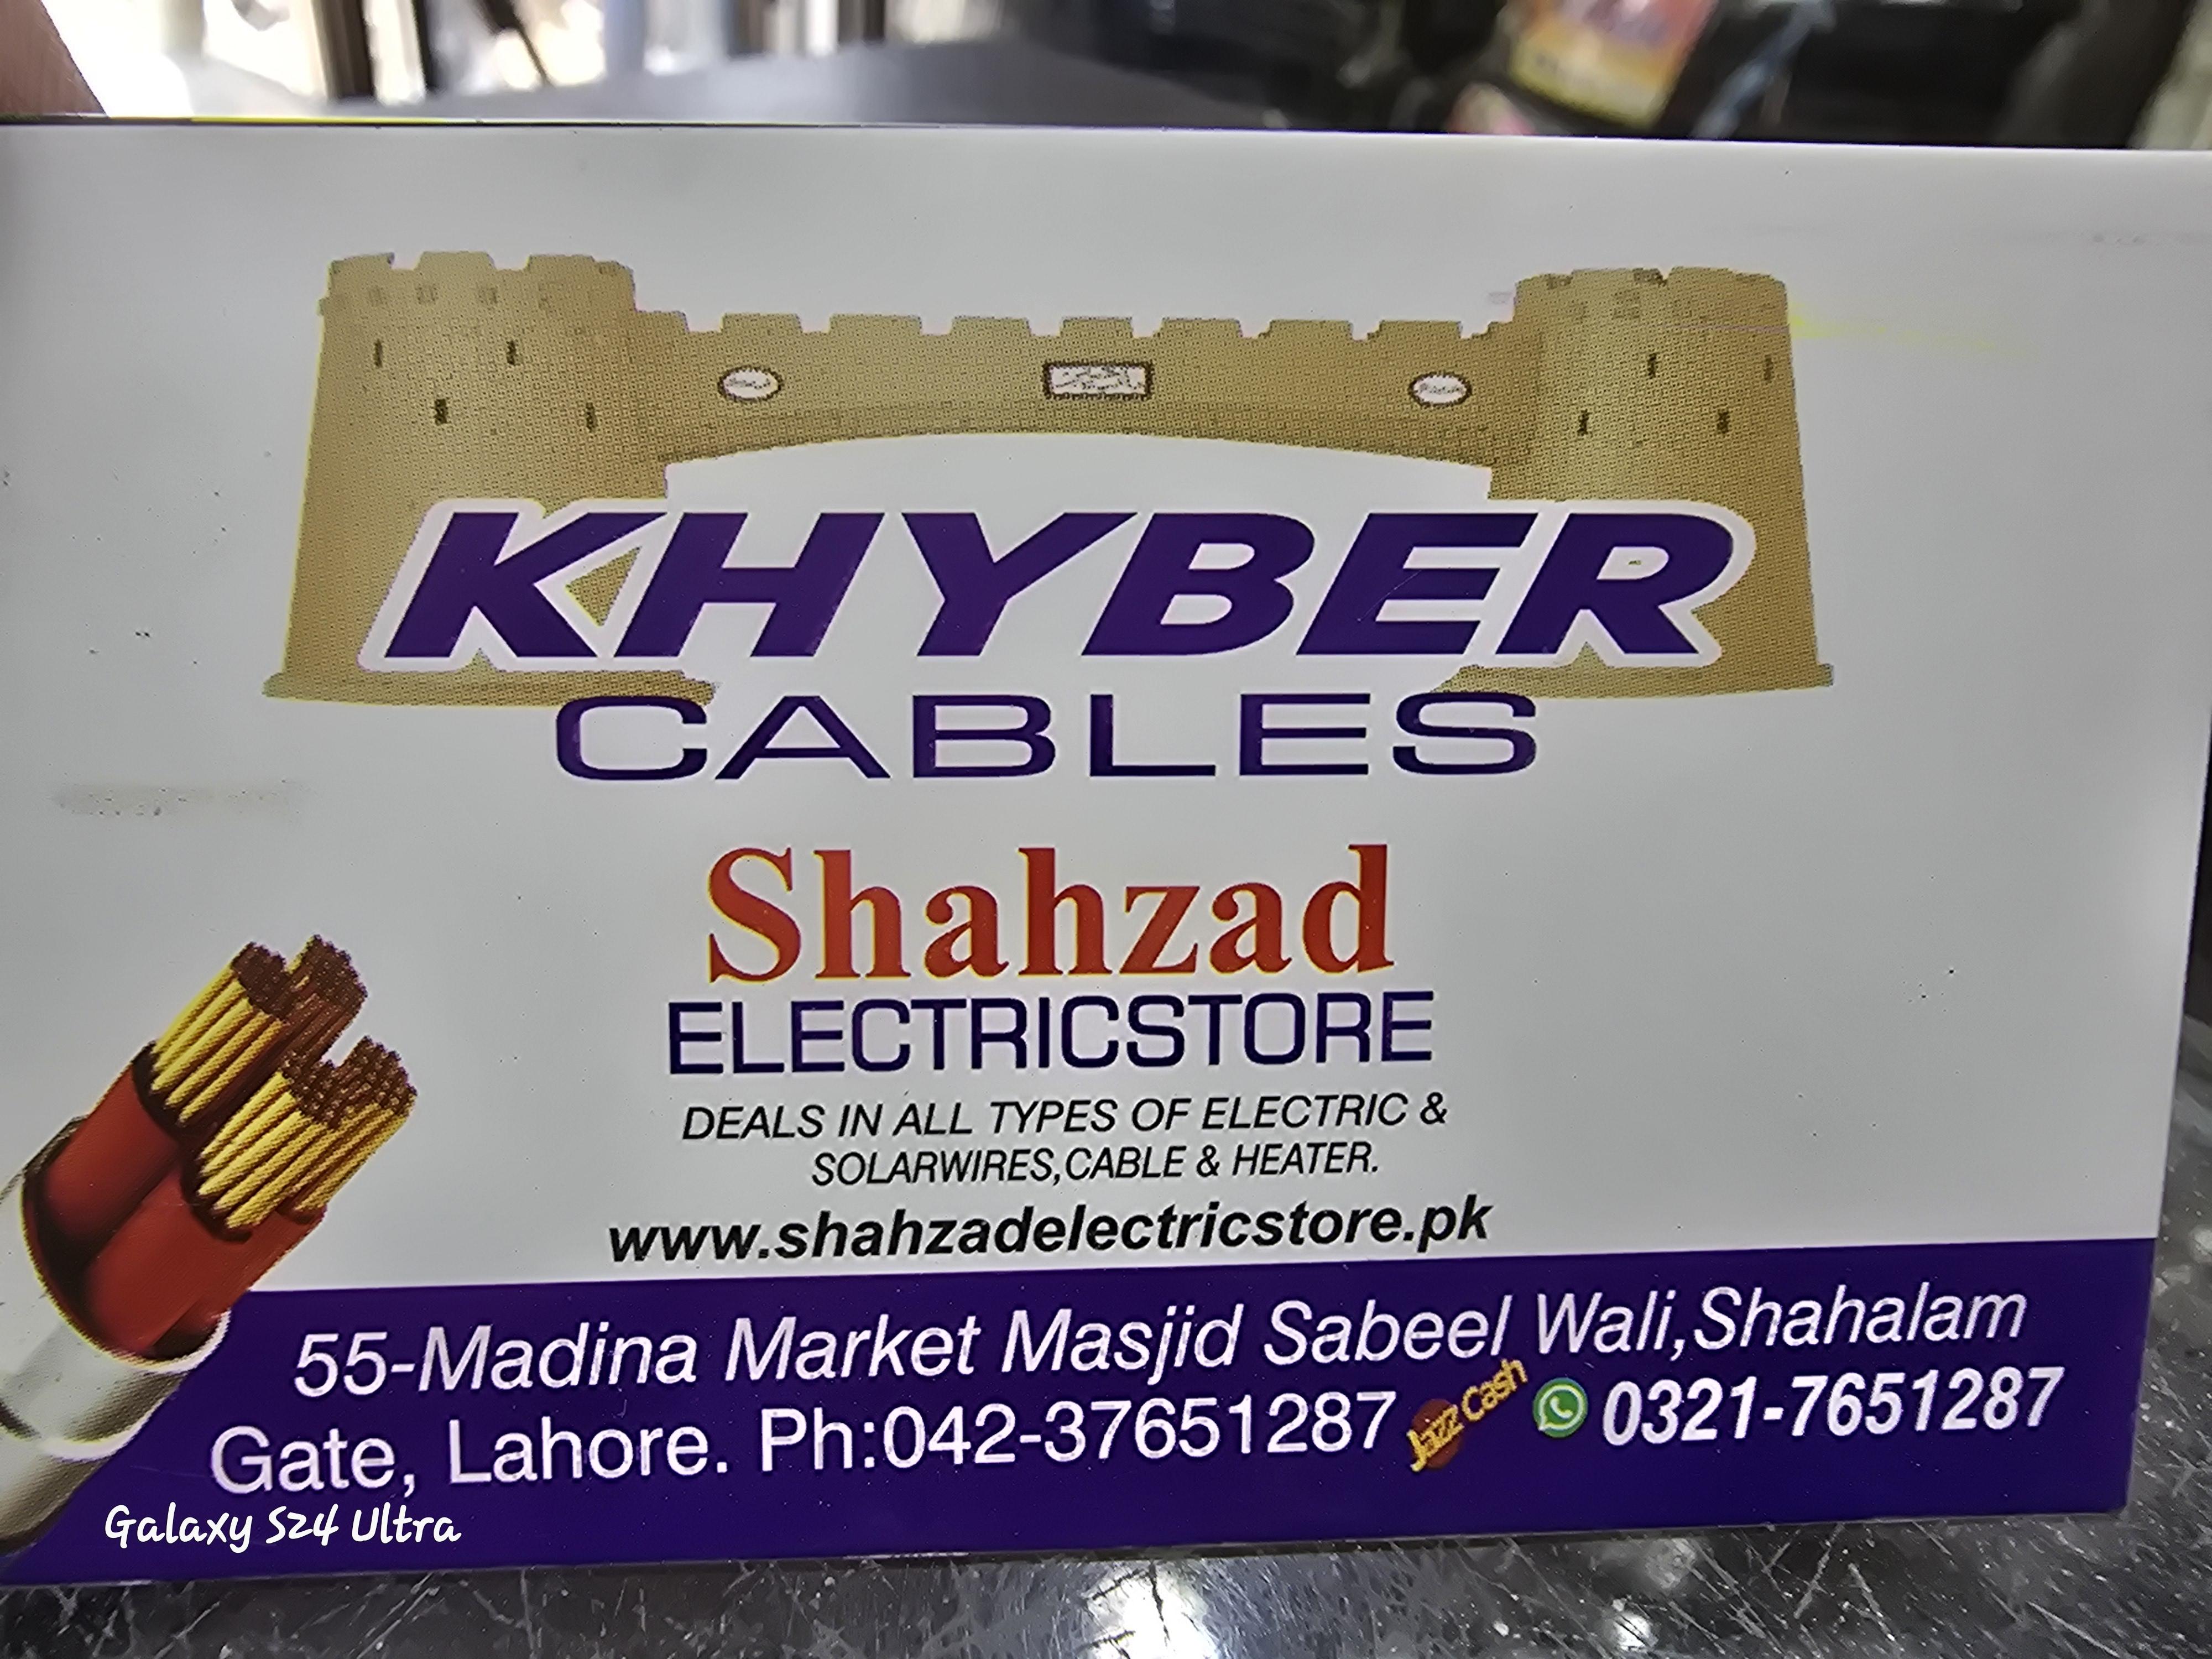 KHYBER
CABLES
Shahzad
ELECTRICSTORE
DEALS IN ALL TYPES OF ELECTRIC &
SOLARWIRES,CABLE & HEATER.
www.shahzadelectricstore.pk
55-Madina Market Masjid Sabeel Wali,Shahalam
Gate, Lahore. Ph:042-37651287 Jazz Cash 0321-7651287
Galaxy S24 Ultra